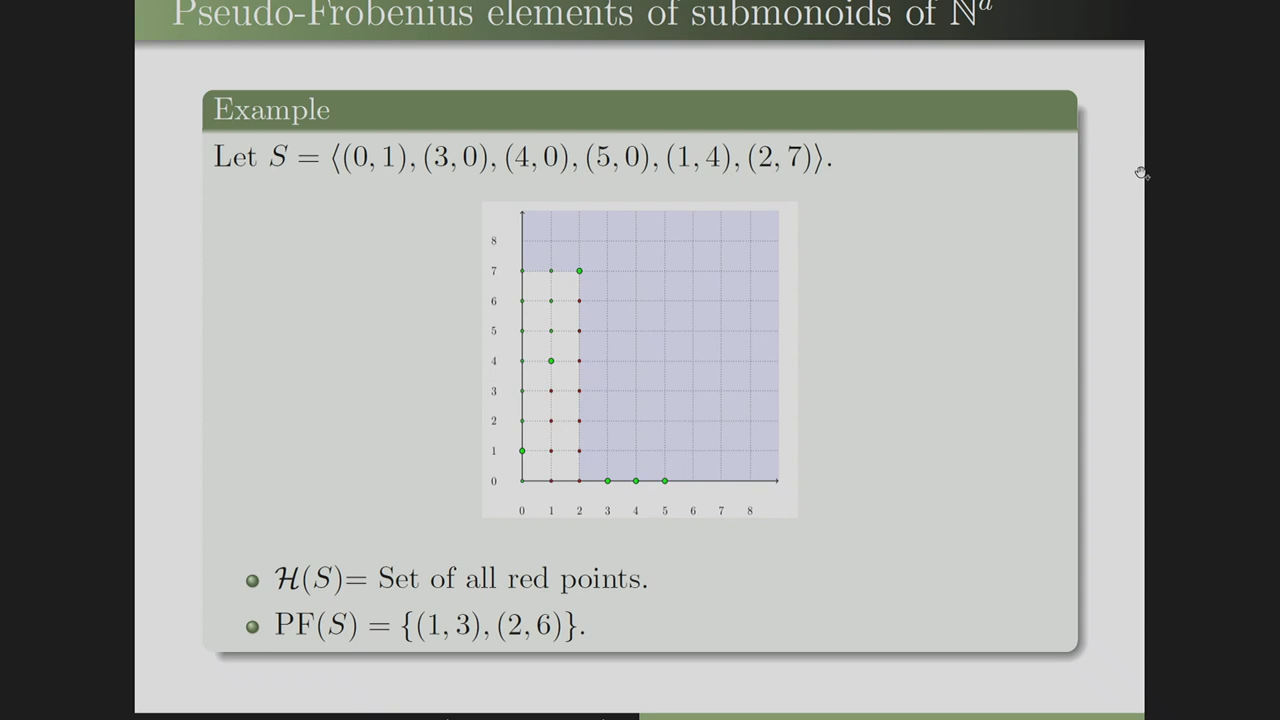 Pseudo-Frobenius elements of submonoids of ℕᵈ
Example
Let S = ⟨(0, 1), (3, 0), (4, 0), (5, 0), (1, 4), (2, 7)⟩.
8
7
6
5
4
3
2
1
0
0 1 2 3 4 5 6 7 8
ℋ(S)= Set of all red points.
PF(S) = {(1, 3), (2, 6)}.